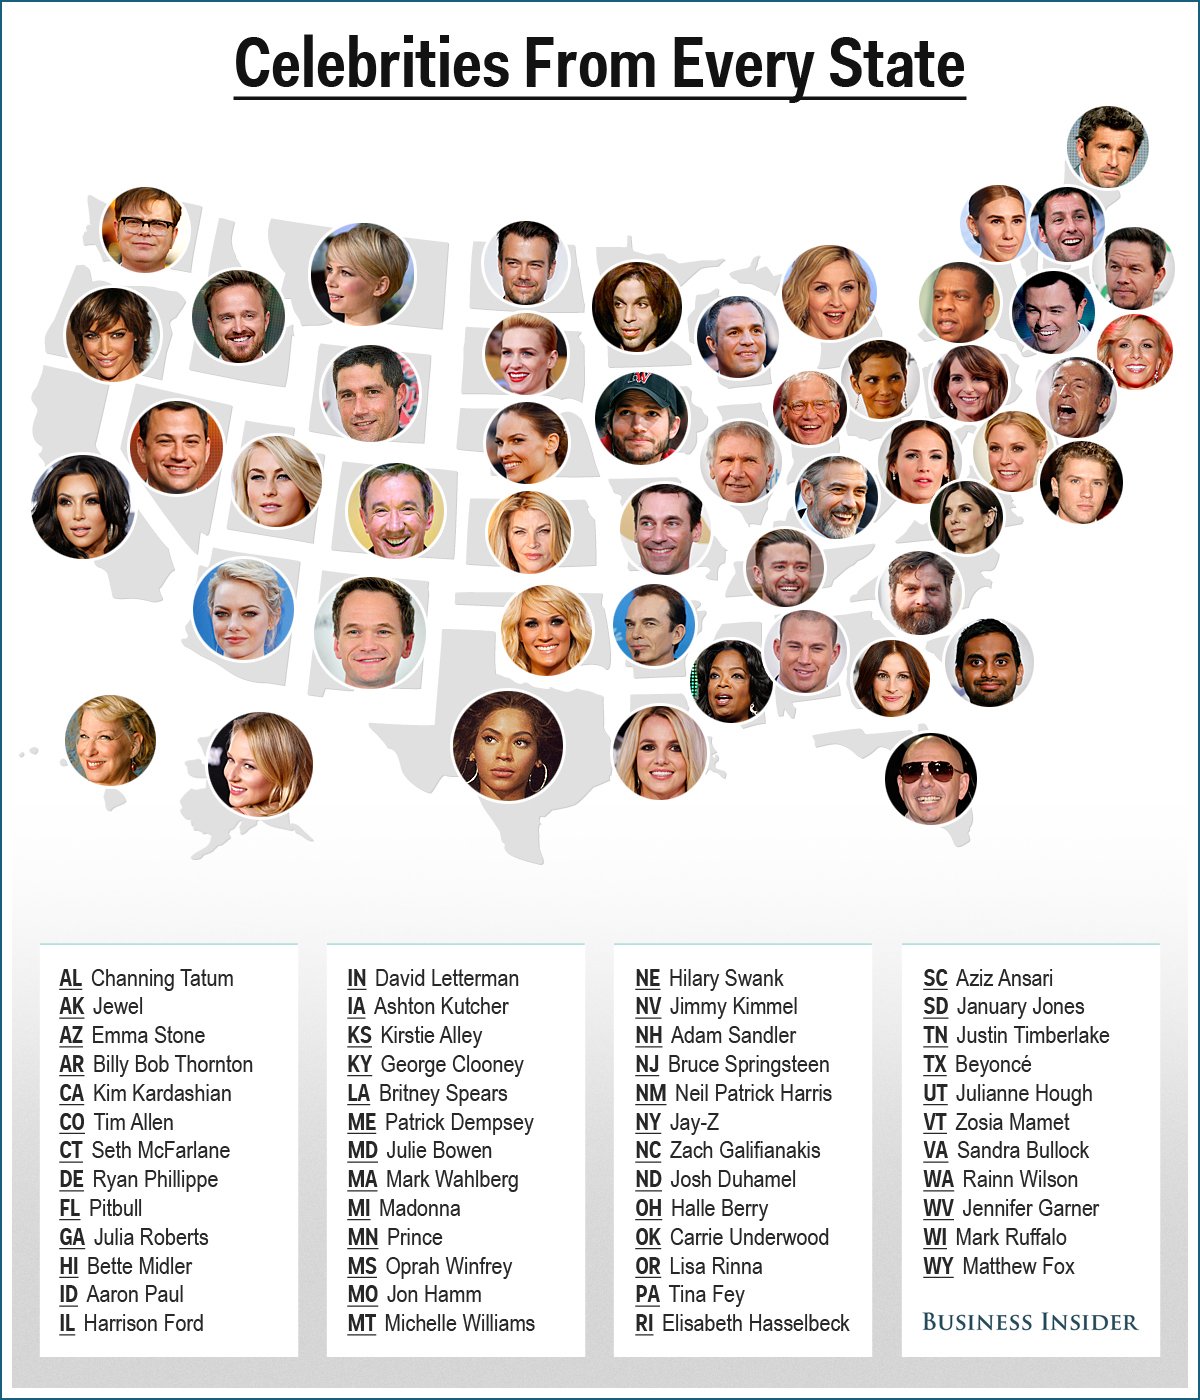 Celebrities From Every State
AL Channing Tatum
AK Jewel
AZ Emma Stone
AR Billy Bob Thornton
CA Kim Kardashian
CO Tim Allen
CT Seth McFarlane
DE Ryan Phillippe
FL Pitbull
GA Julia Roberts
HI Bette Midler
ID Aaron Paul
IL Harrison Ford
IN David Letterman
IA Ashton Kutcher
KS Kirstie Alley
KY George Clooney
LA Britney Spears
ME Patrick Dempsey
MD Julie Bowen
MA Mark Wahlberg
MI Madonna
MN Prince
MS Oprah Winfrey
MO Jon Hamm
MT Michelle Williams
NE Hilary Swank
NV Jimmy Kimmel
NH Adam Sandler
NJ Bruce Springsteen
NM Neil Patrick Harris
NY Jay-Z
NC Zach Galifianakis
ND Josh Duhamel
OH Halle Berry
OK Carrie Underwood
OR Lisa Rinna
PA Tina Fey
RI Elisabeth Hasselbeck
SC Aziz Ansari
SD January Jones
TN Justin Timberlake
TX Beyoncé
UT Julianne Hough
VT Zosia Mamet
VA Sandra Bullock
WA Rainn Wilson
WV Jennifer Garner
WI Mark Ruffalo
WY Matthew Fox
BUSINESS INSIDER